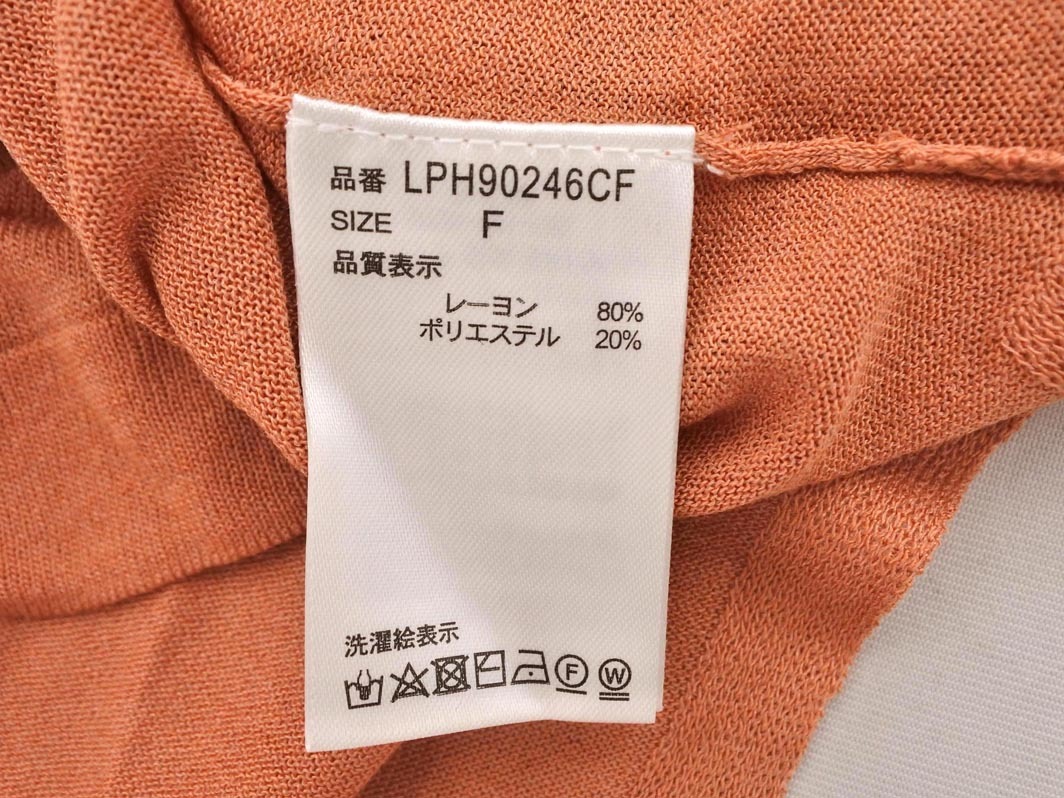 品番 LPH90246CF
SIZE F
品質表示
レーヨン 80%
ポリエステル 20%
洗濯絵表示
F W